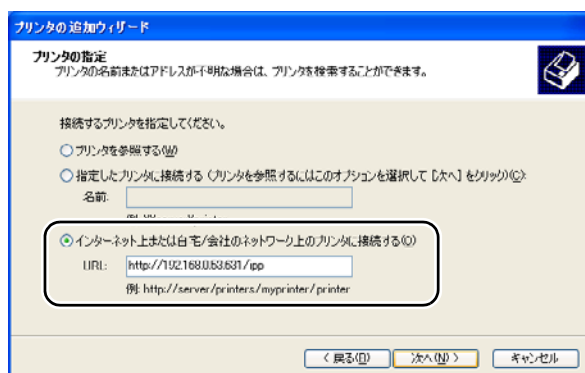 プリンタの追加ウィザード
プリンタの指定
プリンタの名前またはアドレスが不明な場合は、プリンタを検索することができます。
接続するプリンタを指定してください。
プリンタを参照する(W)
指定したプリンタに接続する (プリンタを参照するにはこのオプションを選択して [次へ] をクリック)(C):
名前:
インターネット上または自宅/会社のネットワーク上のプリンタに接続する(O)
URL: http://192.168.0.63.631/ipp
例: http://server/printers/myprinter/printer
< 戻る(D) 次へ(N) > キャンセル